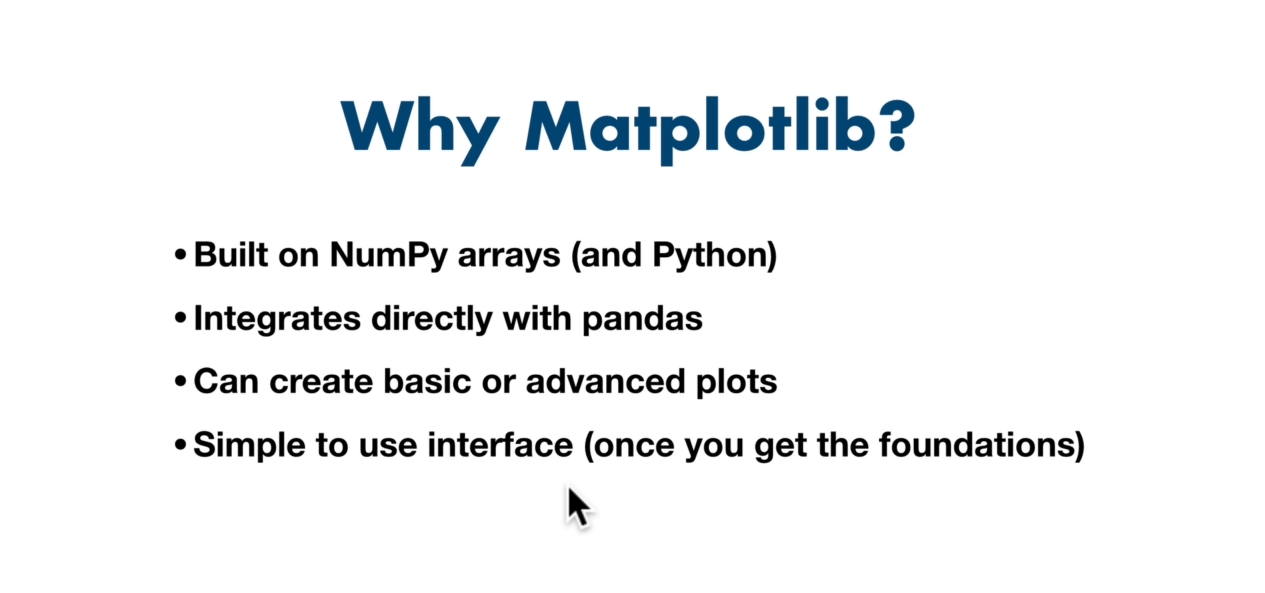 Why Matplotlib?
• Built on NumPy arrays (and Python)
• Integrates directly with pandas
• Can create basic or advanced plots
• Simple to use interface (once you get the foundations)